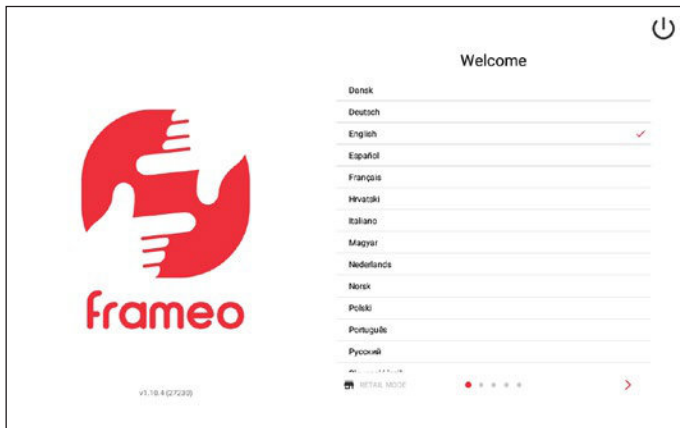 Welcome
Dansk
Deutsch
English
Español
Français
Hrvatski
Italiano
Magyar
Nederlands
Norsk
Polski
Português
Русский
RETAIL MODE
frameo
v1.10.4 (27230)